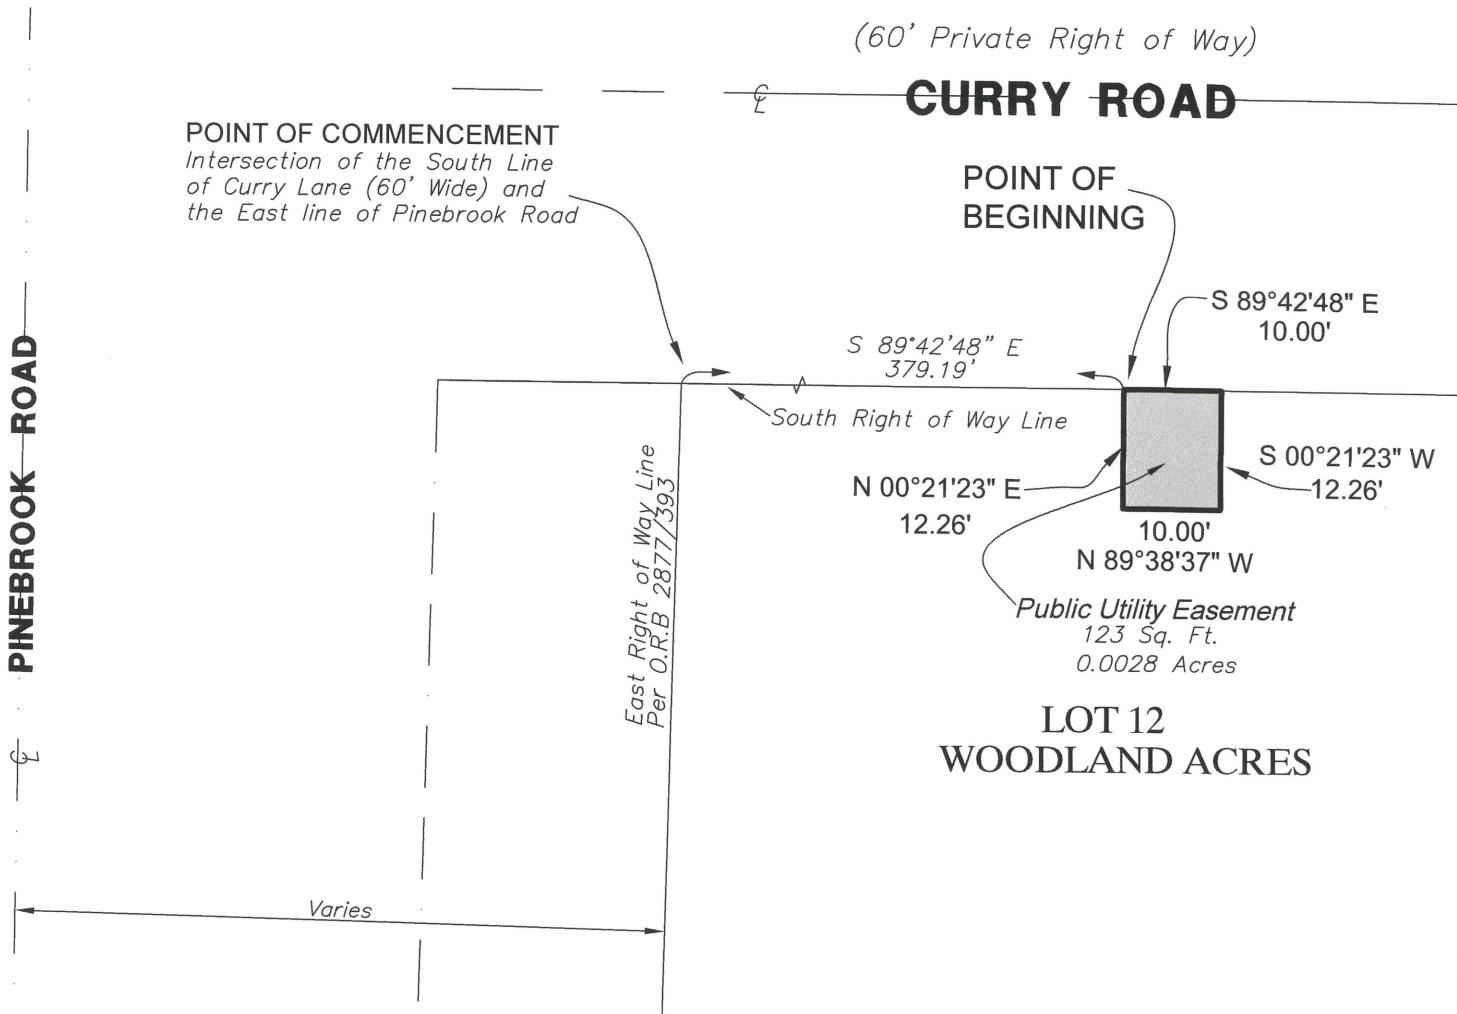 (60' Private Right of Way)
CURRY ROAD
POINT OF COMMENCEMENT
Intersection of the South Line
of Curry Lane (60' Wide) and
the East line of Pinebrook Road
POINT OF
BEGINNING
S 89°42'48" E
10.00'
S 89°42'48" E
379.19'
South Right of Way Line
N 00°21'23" E
12.26'
S 00°21'23" W
12.26'
10.00'
N 89°38'37" W
Public Utility Easement
123 Sq. Ft.
0.0028 Acres
LOT 12
WOODLAND ACRES
East Right of Way Line
Per O.R.B 2877/393
PINEBROOK ROAD
Varies